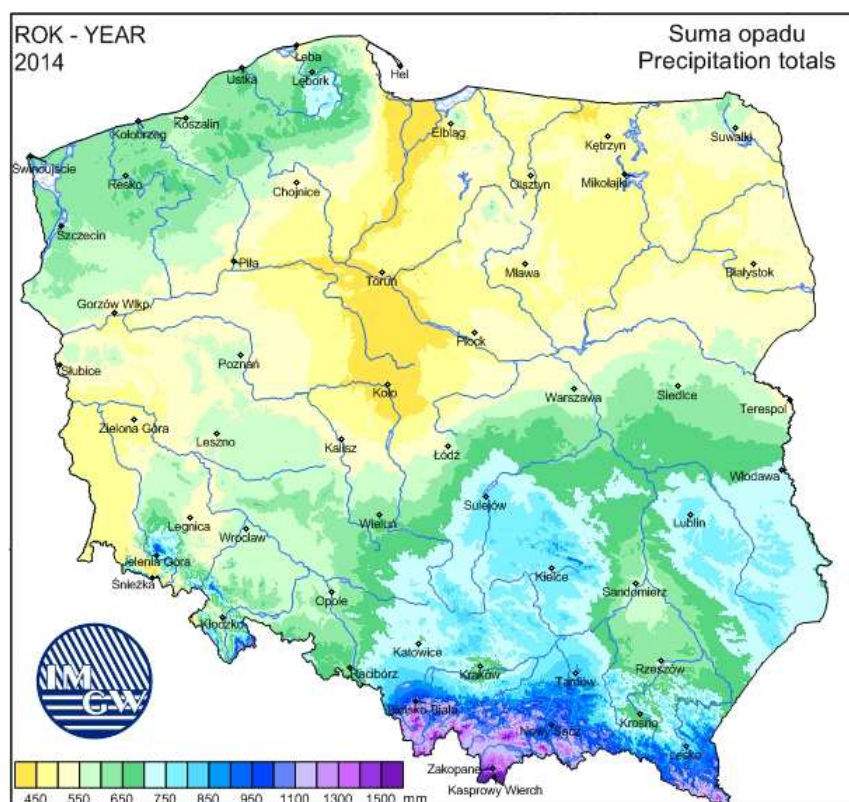 ROK - YEAR
2014
Suma opadu
Precipitation totals
Łeba
Hel
Ustka
Lębork
Koszalin
Kołobrzeg
Elbląg
Kętrzyn
Suwałki
Świnoujście
Resko
Chojnice
Olsztyn
Mikołajki
Szczecin
Piła
Toruń
Mława
Białystok
Gorzów Wlkp.
Płock
Słubice
Poznań
Koło
Warszawa
Siedlce
Terespol
Zielona Góra
Leszno
Kalisz
Łódź
Włodawa
Sulejów
Legnica
Wrocław
Wieluń
Lublin
Jelenia Góra
Śnieżka
Kielce
Opole
Sandomierz
Kłodzko
Katowice
Racibórz
Kraków
Tarnów
Rzeszów
Bielsko Biała
Nowy Sącz
Krosno
Lesko
Zakopane
Kasprowy Wierch
IM
GW
450 550 650 750 850 950 1100 1300 1500 mm